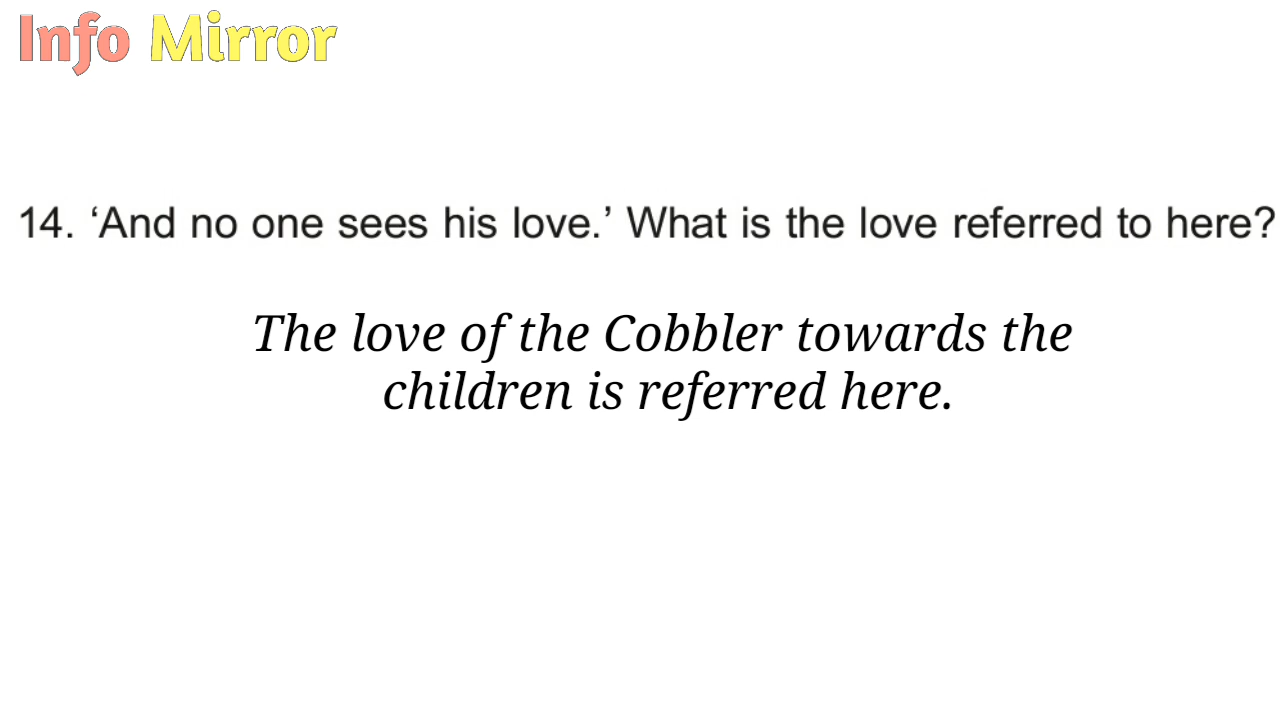 Info Mirror
14. ‘And no one sees his love.’ What is the love referred to here?
The love of the Cobbler towards the
children is referred here.